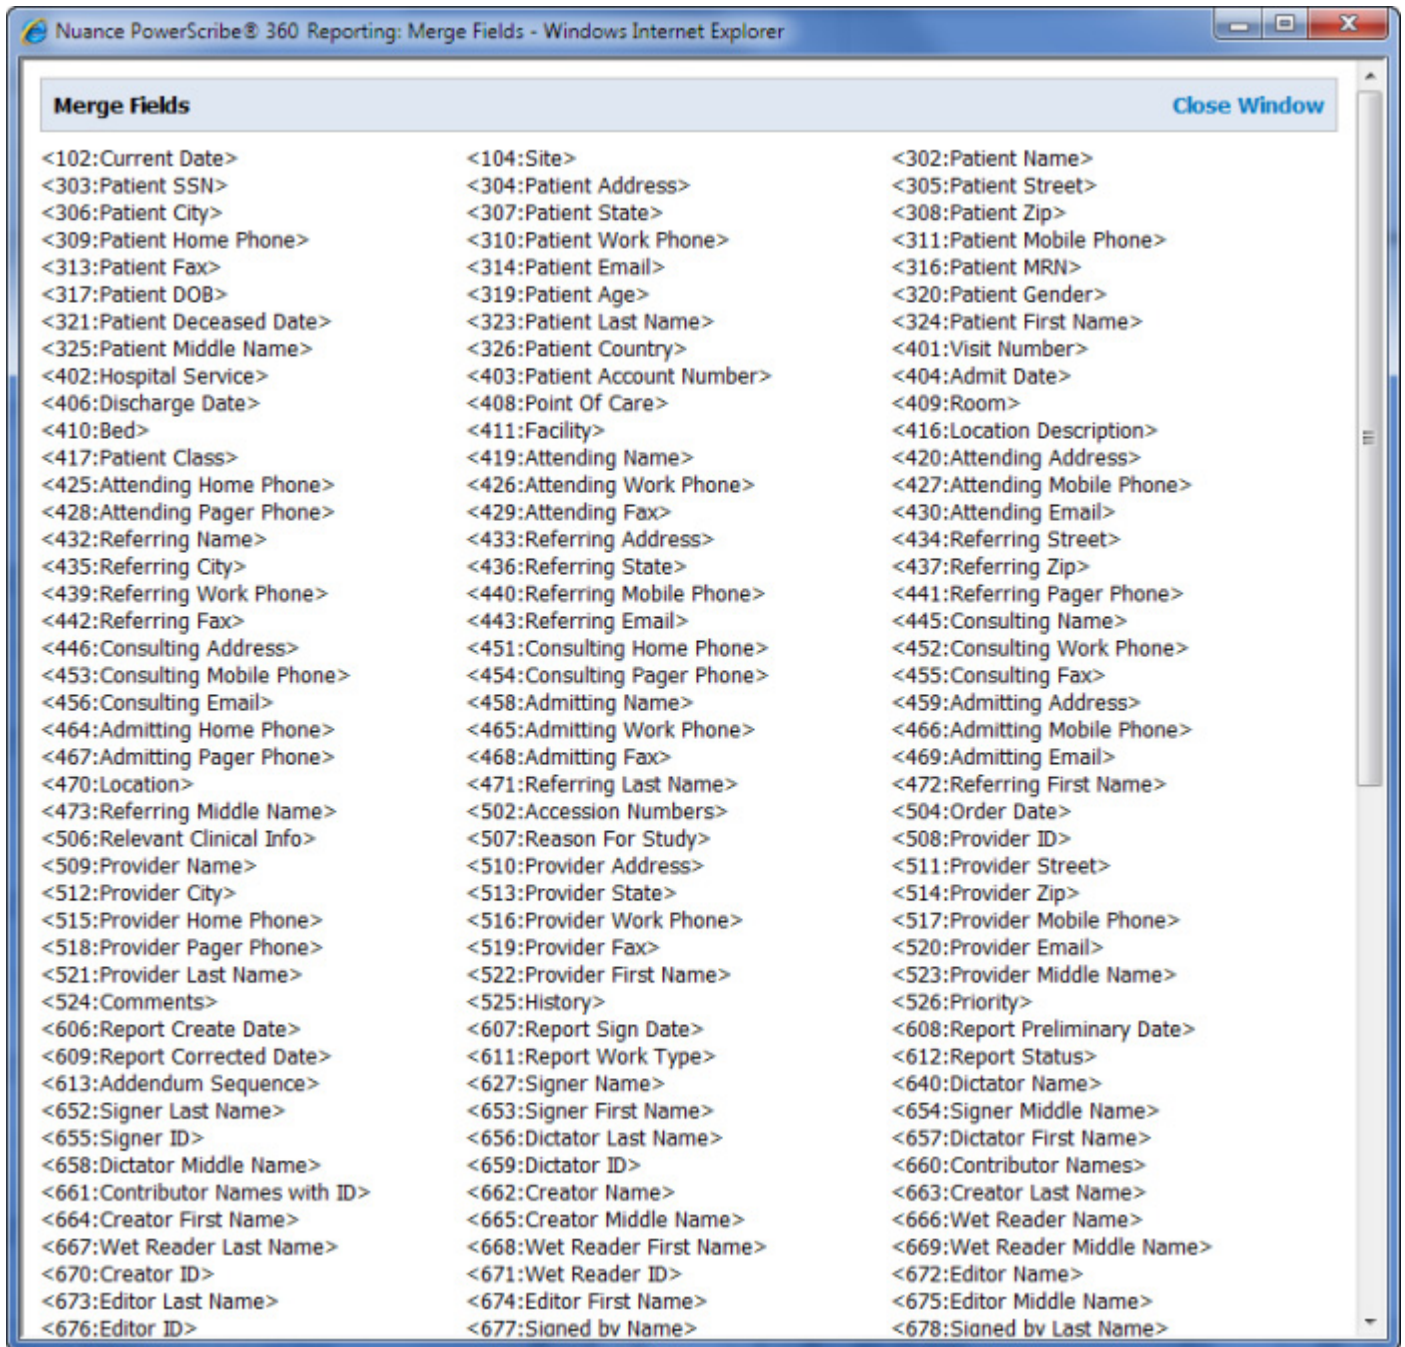 Nuance PowerScribe® 360 Reporting: Merge Fields - Windows Internet Explorer
Merge Fields Close Window
<102:Current Date> <104:Site> <302:Patient Name>
<303:Patient SSN> <304:Patient Address> <305:Patient Street>
<306:Patient City> <307:Patient State> <308:Patient Zip>
<309:Patient Home Phone> <310:Patient Work Phone> <311:Patient Mobile Phone>
<313:Patient Fax> <314:Patient Email> <316:Patient MRN>
<317:Patient DOB> <319:Patient Age> <320:Patient Gender>
<321:Patient Deceased Date> <323:Patient Last Name> <324:Patient First Name>
<325:Patient Middle Name> <326:Patient Country> <401:Visit Number>
<402:Hospital Service> <403:Patient Account Number> <404:Admit Date>
<406:Discharge Date> <408:Point Of Care> <409:Room>
<410:Bed> <411:Facility> <416:Location Description>
<417:Patient Class> <419:Attending Name> <420:Attending Address>
<425:Attending Home Phone> <426:Attending Work Phone> <427:Attending Mobile Phone>
<428:Attending Pager Phone> <429:Attending Fax> <430:Attending Email>
<432:Referring Name> <433:Referring Address> <434:Referring Street>
<435:Referring City> <436:Referring State> <437:Referring Zip>
<439:Referring Work Phone> <440:Referring Mobile Phone> <441:Referring Pager Phone>
<442:Referring Fax> <443:Referring Email> <445:Consulting Name>
<446:Consulting Address> <451:Consulting Home Phone> <452:Consulting Work Phone>
<453:Consulting Mobile Phone> <454:Consulting Pager Phone> <455:Consulting Fax>
<456:Consulting Email> <458:Admitting Name> <459:Admitting Address>
<464:Admitting Home Phone> <465:Admitting Work Phone> <466:Admitting Mobile Phone>
<467:Admitting Pager Phone> <468:Admitting Fax> <469:Admitting Email>
<470:Location> <471:Referring Last Name> <472:Referring First Name>
<473:Referring Middle Name> <502:Accession Numbers> <504:Order Date>
<506:Relevant Clinical Info> <507:Reason For Study> <508:Provider ID>
<509:Provider Name> <510:Provider Address> <511:Provider Street>
<512:Provider City> <513:Provider State> <514:Provider Zip>
<515:Provider Home Phone> <516:Provider Work Phone> <517:Provider Mobile Phone>
<518:Provider Pager Phone> <519:Provider Fax> <520:Provider Email>
<521:Provider Last Name> <522:Provider First Name> <523:Provider Middle Name>
<524:Comments> <525:History> <526:Priority>
<606:Report Create Date> <607:Report Sign Date> <608:Report Preliminary Date>
<609:Report Corrected Date> <611:Report Work Type> <612:Report Status>
<613:Addendum Sequence> <627:Signer Name> <640:Dictator Name>
<652:Signer Last Name> <653:Signer First Name> <654:Signer Middle Name>
<655:Signer ID> <656:Dictator Last Name> <657:Dictator First Name>
<658:Dictator Middle Name> <659:Dictator ID> <660:Contributor Names>
<661:Contributor Names with ID> <662:Creator Name> <663:Creator Last Name>
<664:Creator First Name> <665:Creator Middle Name> <666:Wet Reader Name>
<667:Wet Reader Last Name> <668:Wet Reader First Name> <669:Wet Reader Middle Name>
<670:Creator ID> <671:Wet Reader ID> <672:Editor Name>
<673:Editor Last Name> <674:Editor First Name> <675:Editor Middle Name>
<676:Editor ID> <677:Signed by Name> <678:Signed by Last Name>